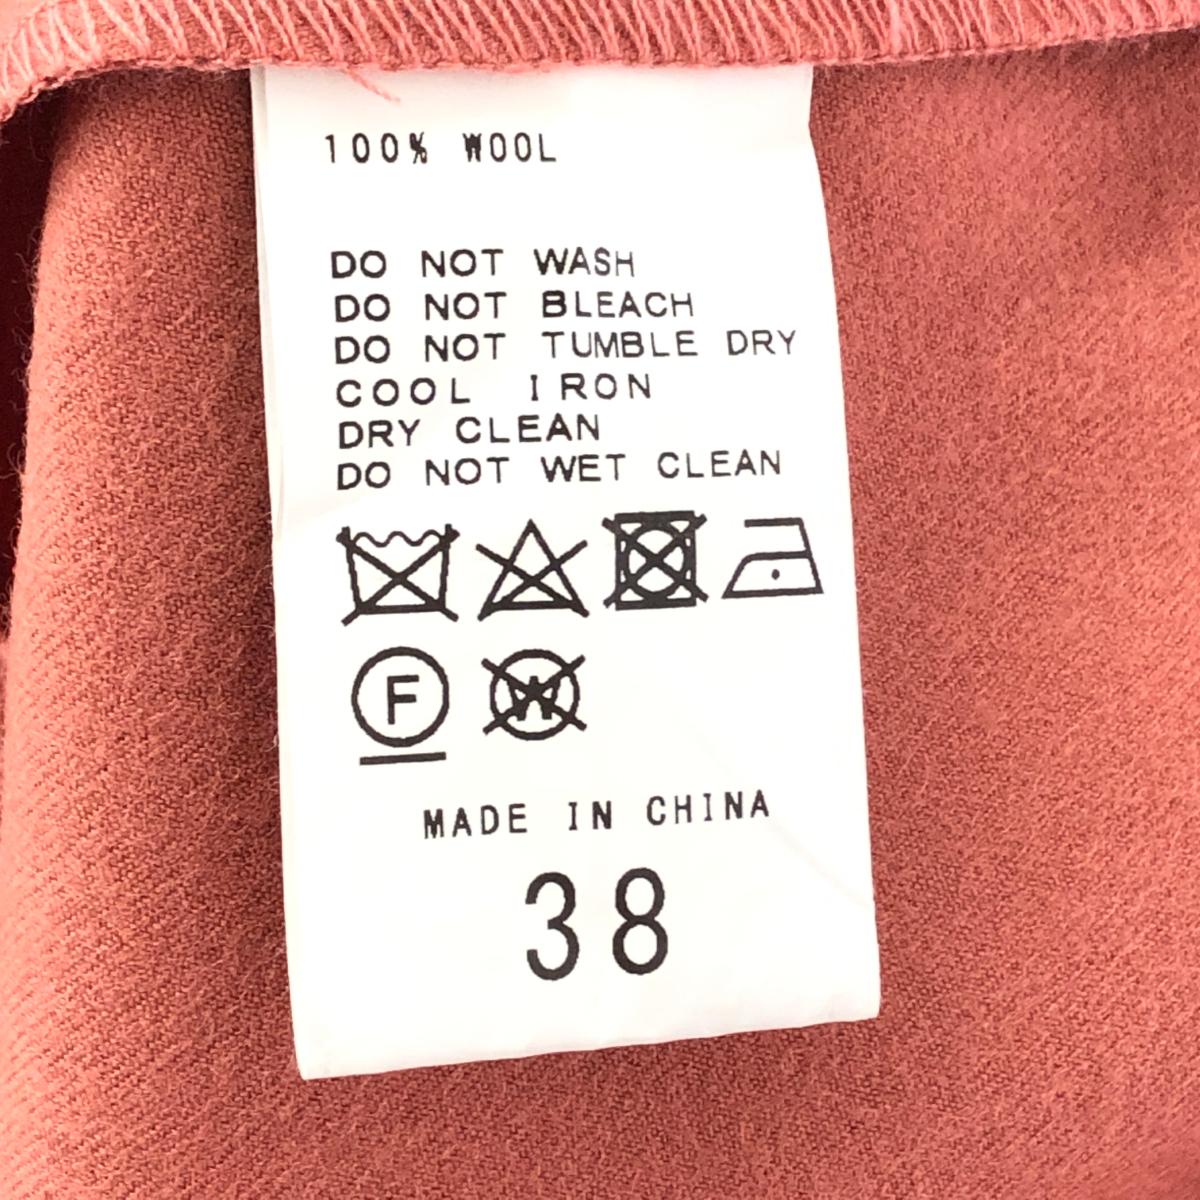 100% WOOL
DO NOT WASH
DO NOT BLEACH
DO NOT TUMBLE DRY
COOL IRON
DRY CLEAN
DO NOT WET CLEAN
F W
MADE IN CHINA
38